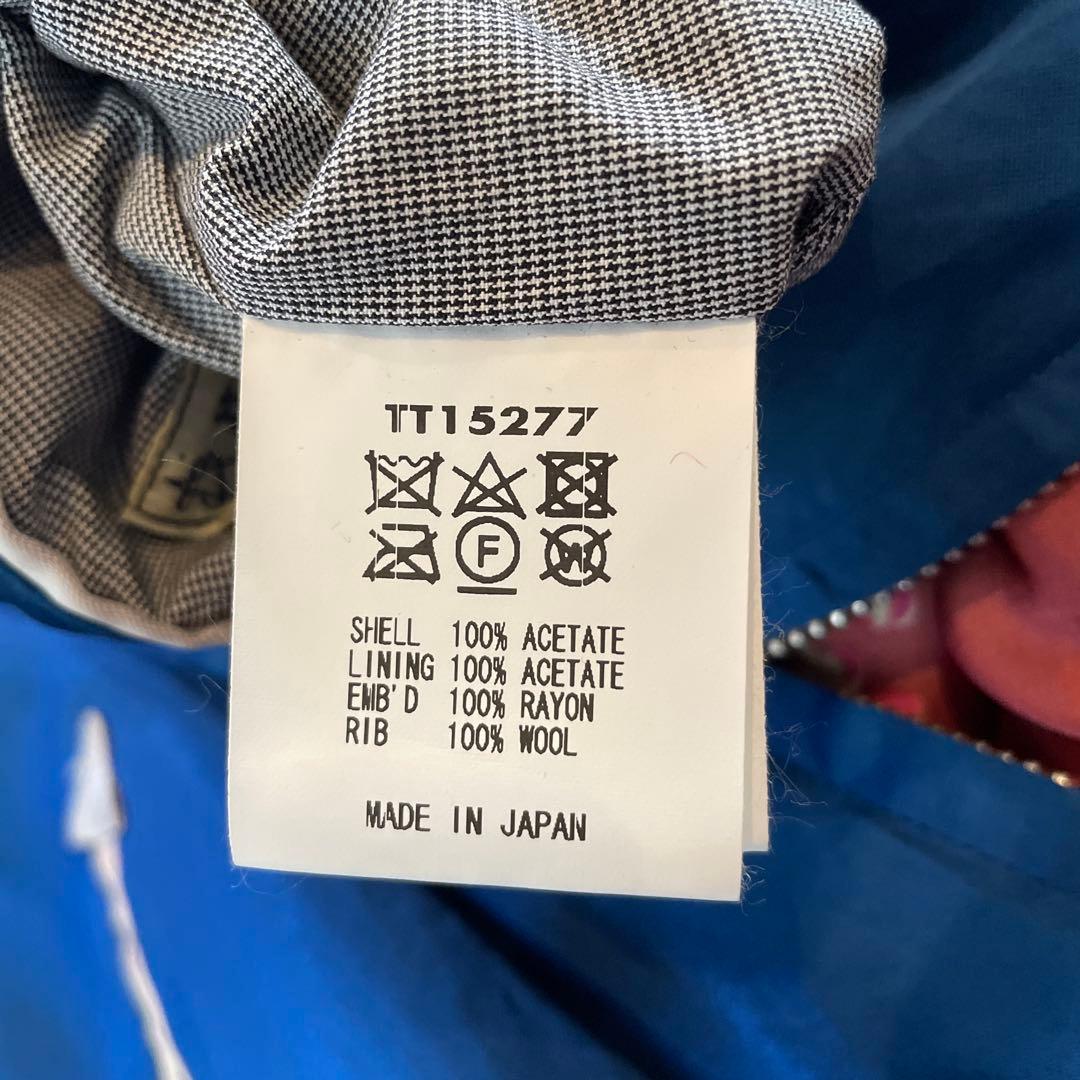 TT15277
F
W
SHELL 100% ACETATE
LINING 100% ACETATE
EMB'D 100% RAYON
RIB 100% WOOL
MADE IN JAPAN